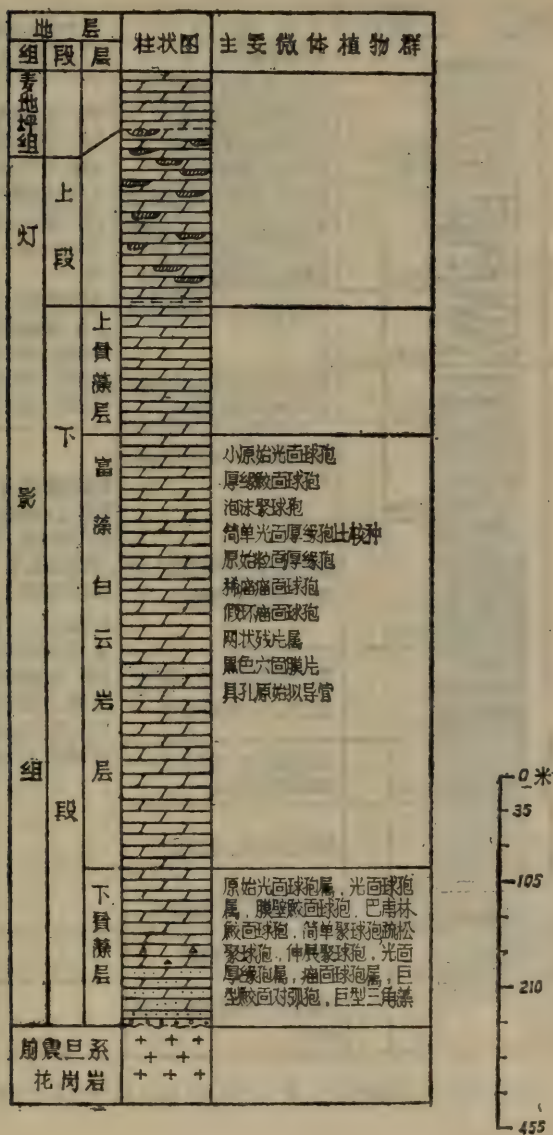 地层
组 段 层
柱状图
主要微体植物群
麦地坪组
灯影组
上段
下段
上贫藻层
富藻白云岩层
小原始光面球孢
厚缘皱面球孢
泡沫聚球孢
简单光面厚缘孢比较种
原始粒面厚缘孢
稀瘤瘤面球孢
假环瘤面球孢
网状残片属
黑色穴面膜片
具孔原始拟导管
下贫藻层
原始光面球孢属，光面球孢
属，膜壁皱面球孢，巴甫林
皱面球孢，简单聚球孢疏松
聚球孢，伸展聚球孢，光面
厚缘孢属，瘤面球孢属，巨
型皱面对弧孢，巨型三角藻
前震旦系
花岗岩
0 米
35
105
210
455